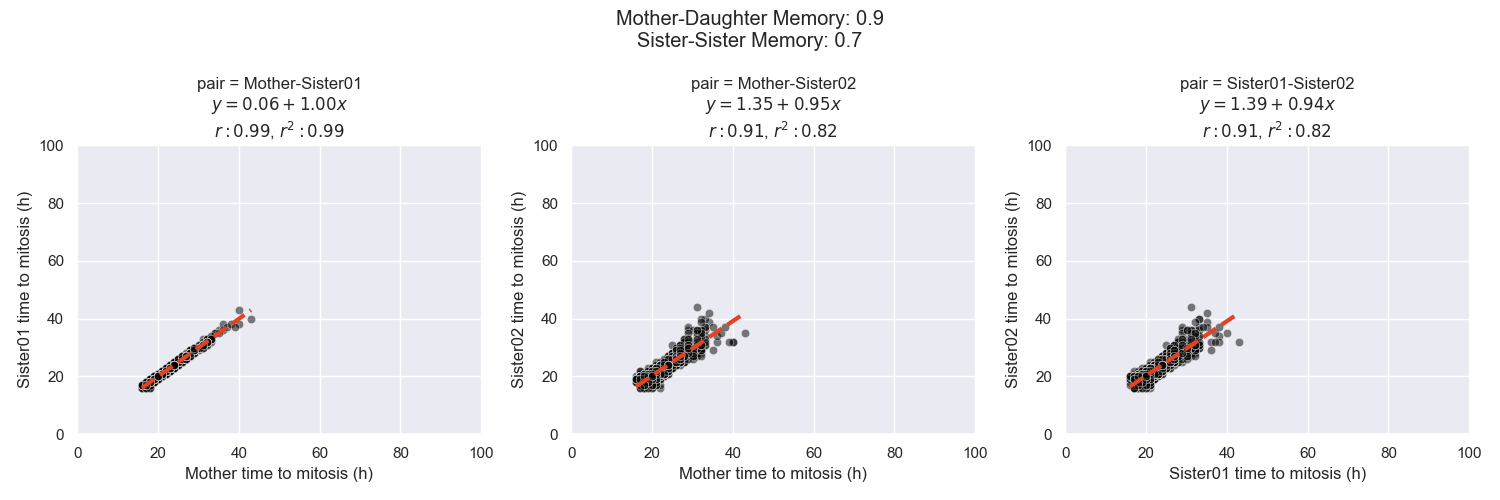 Mother-Daughter Memory: 0.9
Sister-Sister Memory: 0.7
pair = Mother-Sister01
y = 0.06 + 1.00x
r : 0.99, r² : 0.99
100
80
60
40
20
0
Sister01 time to mitosis (h)
0 20 40 60 80 100
Mother time to mitosis (h)
pair = Mother-Sister02
y = 1.35 + 0.95x
r : 0.91, r² : 0.82
100
80
60
40
20
0
Sister02 time to mitosis (h)
0 20 40 60 80 100
Mother time to mitosis (h)
pair = Sister01-Sister02
y = 1.39 + 0.94x
r : 0.91, r² : 0.82
100
80
60
40
20
0
Sister02 time to mitosis (h)
0 20 40 60 80 100
Sister01 time to mitosis (h)